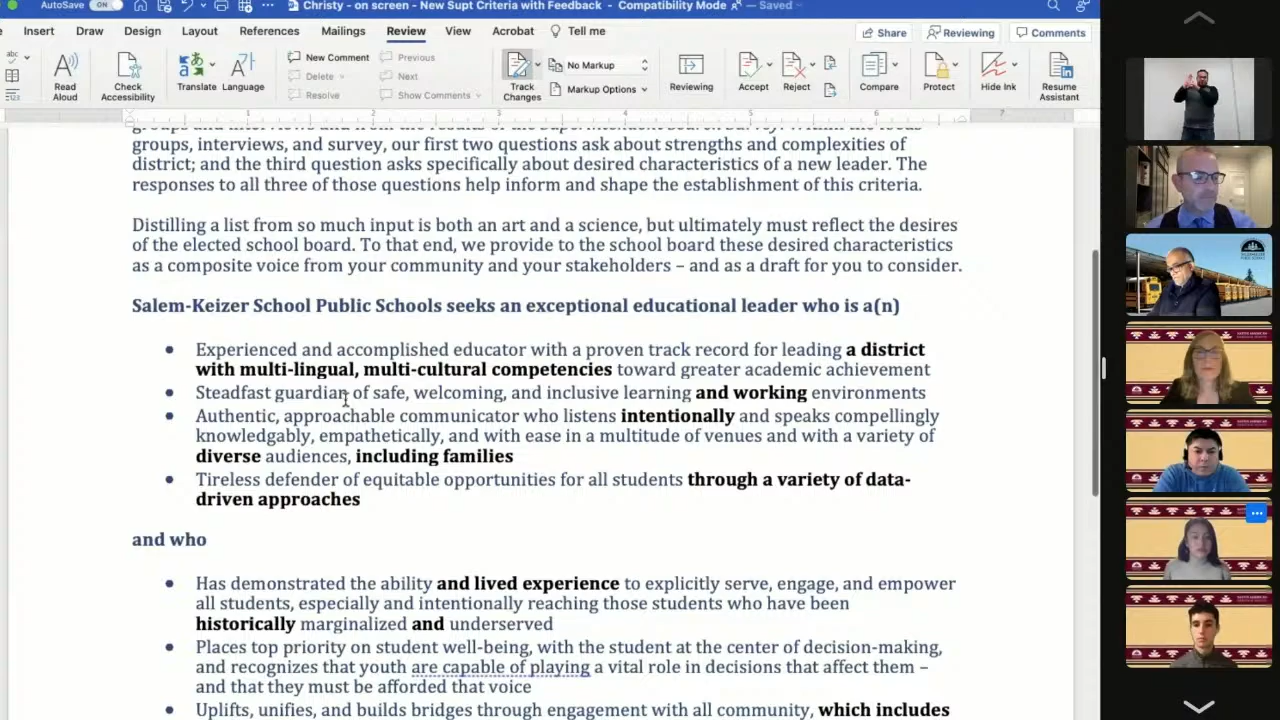 AutoSave ON Christy - on screen - New Supt Criteria with Feedback - Compatibility Mode — Saved
Insert Draw Design Layout References Mailings Review View Acrobat Tell me Share Reviewing Comments
Read Aloud
Check Accessibility
Translate
Language
New Comment
Delete
Resolve
Previous
Next
Show Comments
Track Changes
No Markup
Markup Options
Reviewing
Accept
Reject
Compare
Protect
Hide Ink
Resume Assistant
groups, interviews, and survey, our first two questions ask about strengths and complexities of
district; and the third question asks specifically about desired characteristics of a new leader. The
responses to all three of those questions help inform and shape the establishment of this criteria.
Distilling a list from so much input is both an art and a science, but ultimately must reflect the desires
of the elected school board. To that end, we provide to the school board these desired characteristics
as a composite voice from your community and your stakeholders – and as a draft for you to consider.
Salem-Keizer School Public Schools seeks an exceptional educational leader who is a(n)
• Experienced and accomplished educator with a proven track record for leading a district
with multi-lingual, multi-cultural competencies toward greater academic achievement
• Steadfast guardian of safe, welcoming, and inclusive learning and working environments
• Authentic, approachable communicator who listens intentionally and speaks compellingly
knowledgably, empathetically, and with ease in a multitude of venues and with a variety of
diverse audiences, including families
• Tireless defender of equitable opportunities for all students through a variety of data-
driven approaches
and who
• Has demonstrated the ability and lived experience to explicitly serve, engage, and empower
all students, especially and intentionally reaching those students who have been
historically marginalized and underserved
• Places top priority on student well-being, with the student at the center of decision-making,
and recognizes that youth are capable of playing a vital role in decisions that affect them –
and that they must be afforded that voice
• Uplifts, unifies, and builds bridges through engagement with all community, which includes